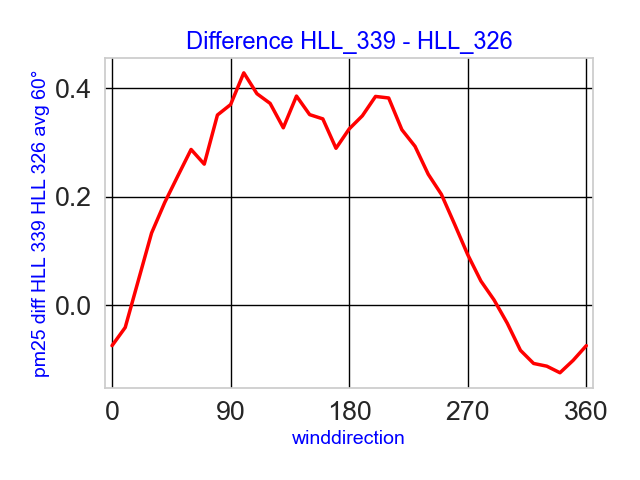 Difference HLL_339 - HLL_326
pm25 diff HLL 339 HLL 326 avg 60°
0.4
0.2
0.0
0 90 180 270 360
winddirection